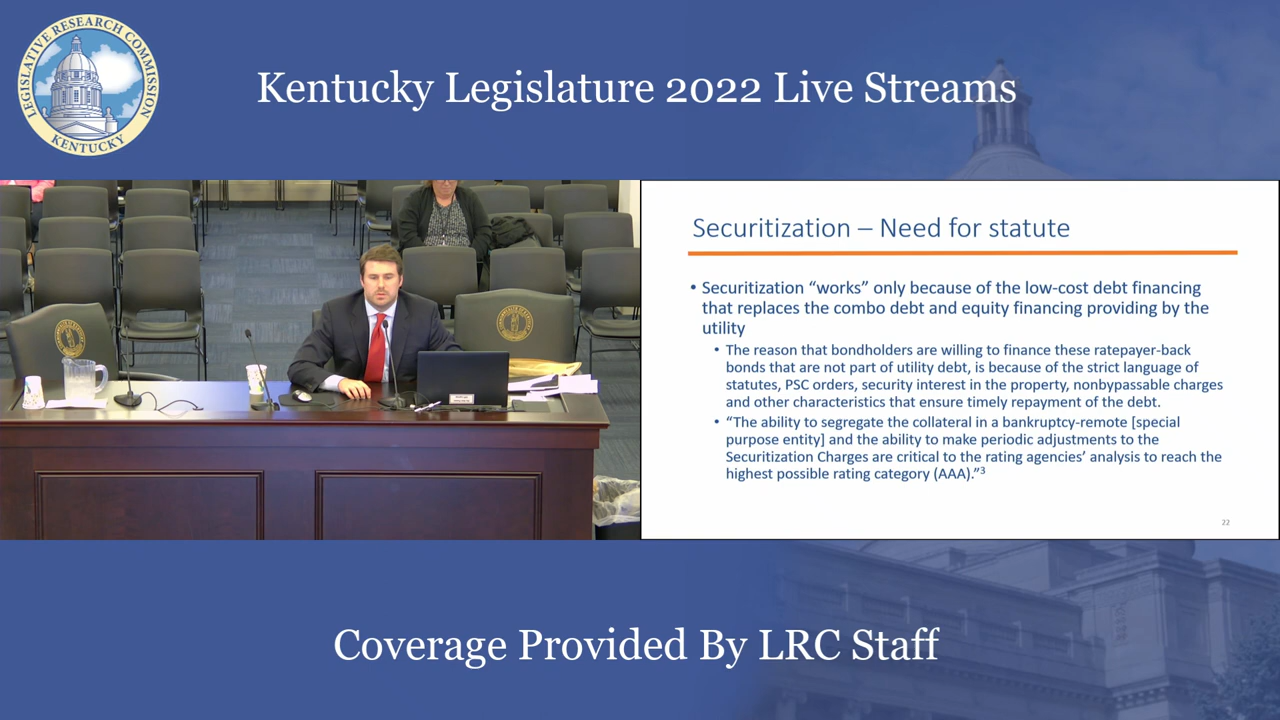 LEGISLATIVE RESEARCH COMMISSION
KENTUCKY
Kentucky Legislature 2022 Live Streams
Securitization – Need for statute
• Securitization “works” only because of the low-cost debt financing
that replaces the combo debt and equity financing providing by the
utility
• The reason that bondholders are willing to finance these ratepayer-back
bonds that are not part of utility debt, is because of the strict language of
statutes, PSC orders, security interest in the property, nonbypassable charges
and other characteristics that ensure timely repayment of the debt.
• “The ability to segregate the collateral in a bankruptcy-remote [special
purpose entity] and the ability to make periodic adjustments to the
Securitization Charges are critical to the rating agencies’ analysis to reach the
highest possible rating category (AAA).”3
22
Coverage Provided By LRC Staff